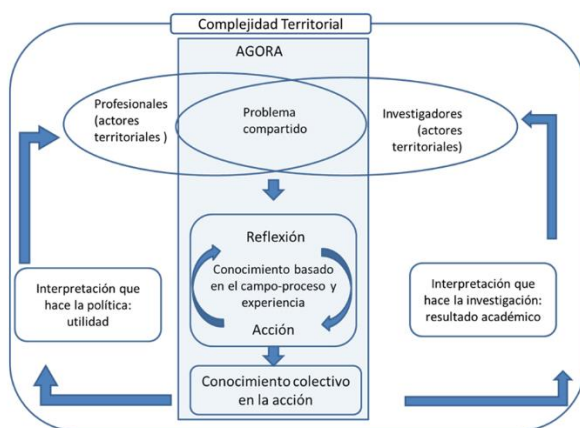 Complejidad Territorial
AGORA
Profesionales
(actores
territoriales )
Problema
compartido
Investigadores
(actores
territoriales)
Reflexión
Conocimiento basado
en el campo-proceso y
experiencia
Acción
Interpretación que
hace la política:
utilidad
Interpretación que
hace la investigación:
resultado académico
Conocimiento colectivo
en la acción